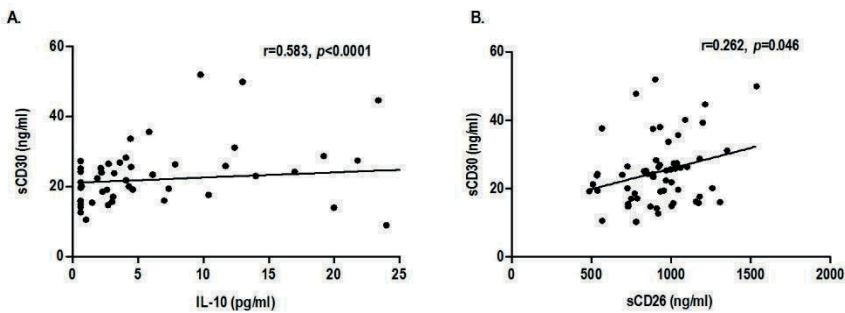 A.
r=0.583, p<0.0001
sCD30 (ng/ml)
60
40
20
0
0 5 10 15 20 25
IL-10 (pg/ml)
B.
r=0.262, p=0.046
sCD30 (ng/ml)
60
40
20
0
0 500 1000 1500 2000
sCD26 (ng/ml)